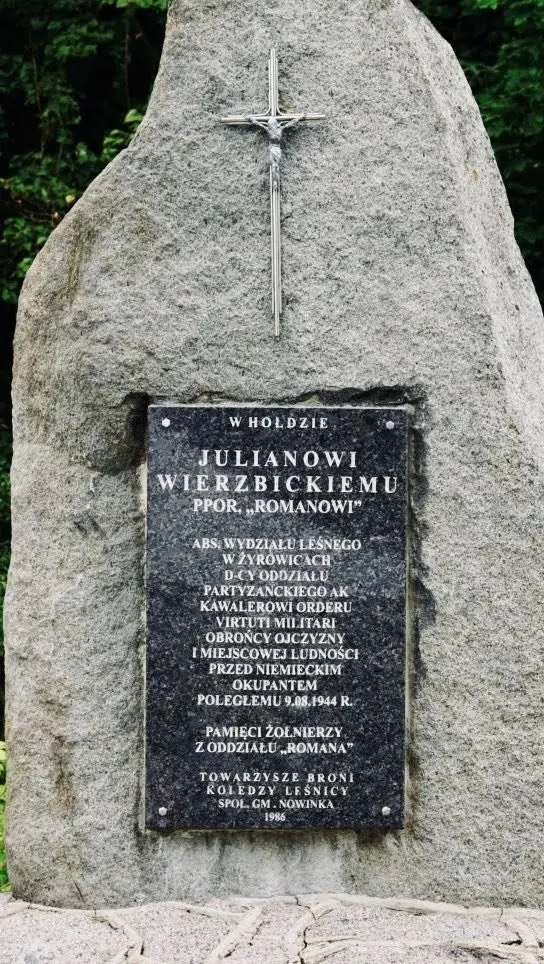 W HOŁDZIE
JULIANOWI
WIERZBICKIEMU
PPOR. „ROMANOWI”
ABS. WYDZIAŁU LEŚNEGO
W ŻYROWICACH
D-CY ODDZIAŁU
PARTYZANCKIEGO AK
KAWALEROWI ORDERU
VIRTUTI MILITARI
OBROŃCY OJCZYZNY
I MIEJSCOWEJ LUDNOŚCI
PRZED NIEMIECKIM
OKUPANTEM
POLEGŁEMU 9.08.1944 R.
PAMIĘCI ŻOŁNIERZY
Z ODDZIAŁU „ROMANA”
TOWARZYSZE BRONI
KOLEDZY LEŚNICY
SPOŁ. GM. NOWINKA
1986